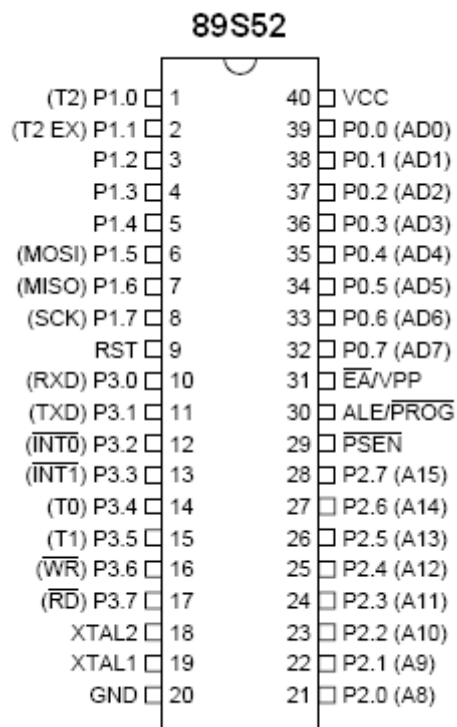 89S52
(T2) P1.0 1 40 VCC
(T2 EX) P1.1 2 39 P0.0 (AD0)
P1.2 3 38 P0.1 (AD1)
P1.3 4 37 P0.2 (AD2)
P1.4 5 36 P0.3 (AD3)
(MOSI) P1.5 6 35 P0.4 (AD4)
(MISO) P1.6 7 34 P0.5 (AD5)
(SCK) P1.7 8 33 P0.6 (AD6)
RST 9 32 P0.7 (AD7)
(RXD) P3.0 10 31 E̅A̅/VPP
(TXD) P3.1 11 30 ALE/P̅R̅O̅G̅
(I̅N̅T̅0̅) P3.2 12 29 P̅S̅E̅N̅
(I̅N̅T̅1̅) P3.3 13 28 P2.7 (A15)
(T0) P3.4 14 27 P2.6 (A14)
(T1) P3.5 15 26 P2.5 (A13)
(W̅R̅) P3.6 16 25 P2.4 (A12)
(R̅D̅) P3.7 17 24 P2.3 (A11)
XTAL2 18 23 P2.2 (A10)
XTAL1 19 22 P2.1 (A9)
GND 20 21 P2.0 (A8)